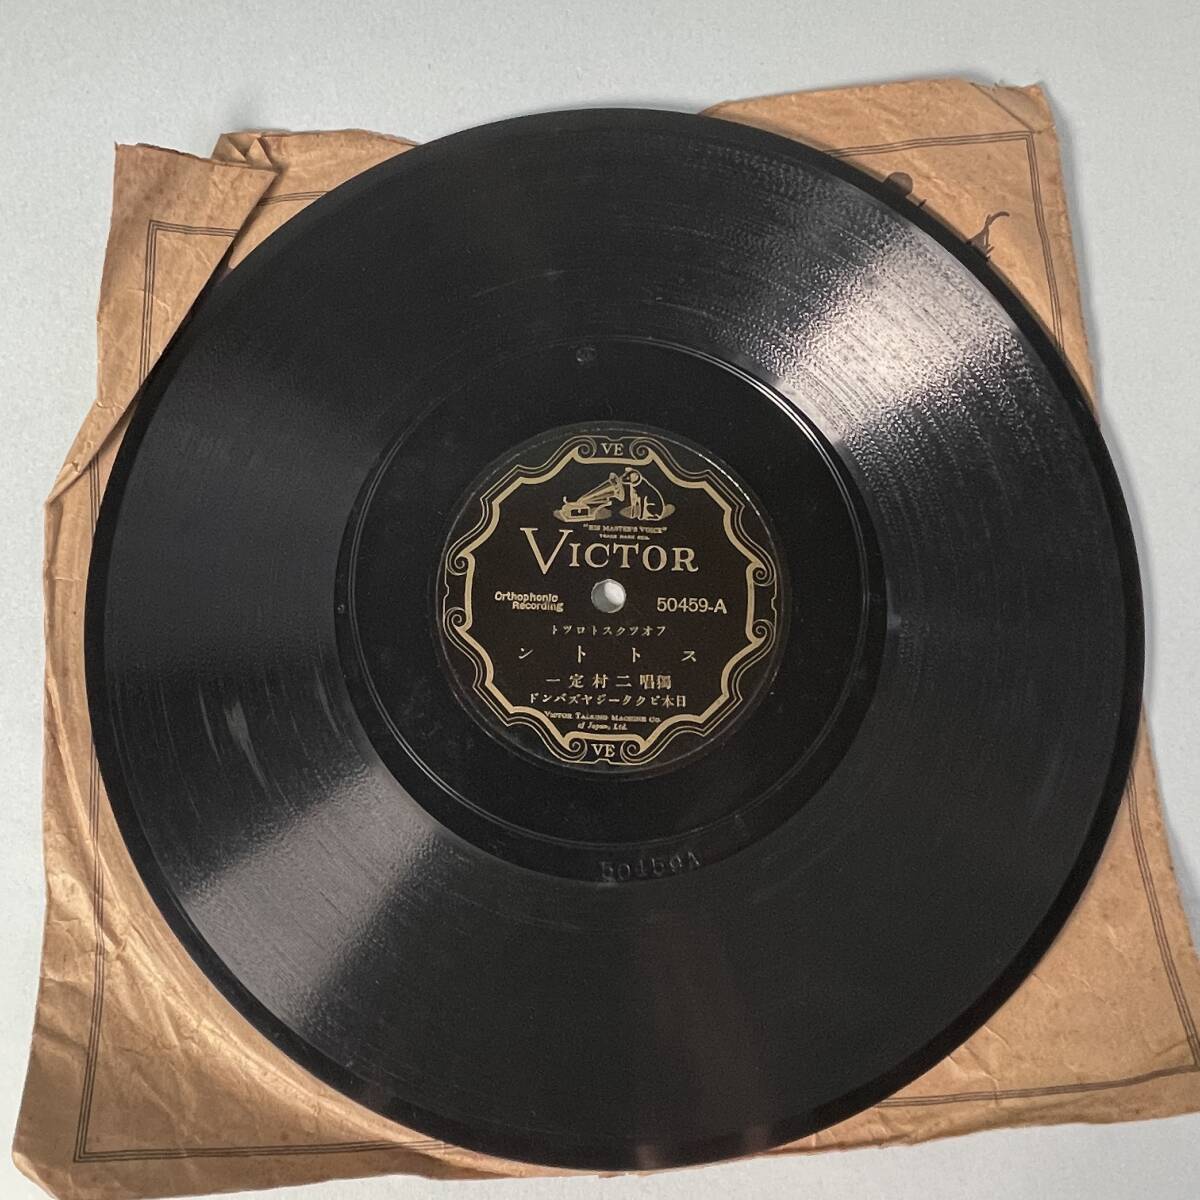 VE
"HIS MASTER'S VOICE"
TRADE MARK REG.
VICTOR
Orthophonic
Recording
50459-A
トツロトスクツオフ
ントトス
一定村二唱獨
ドンバズヤジータクビ本日
VICTOR TALKING MACHINE CO.
of Japan, Ltd.
VE
50459A